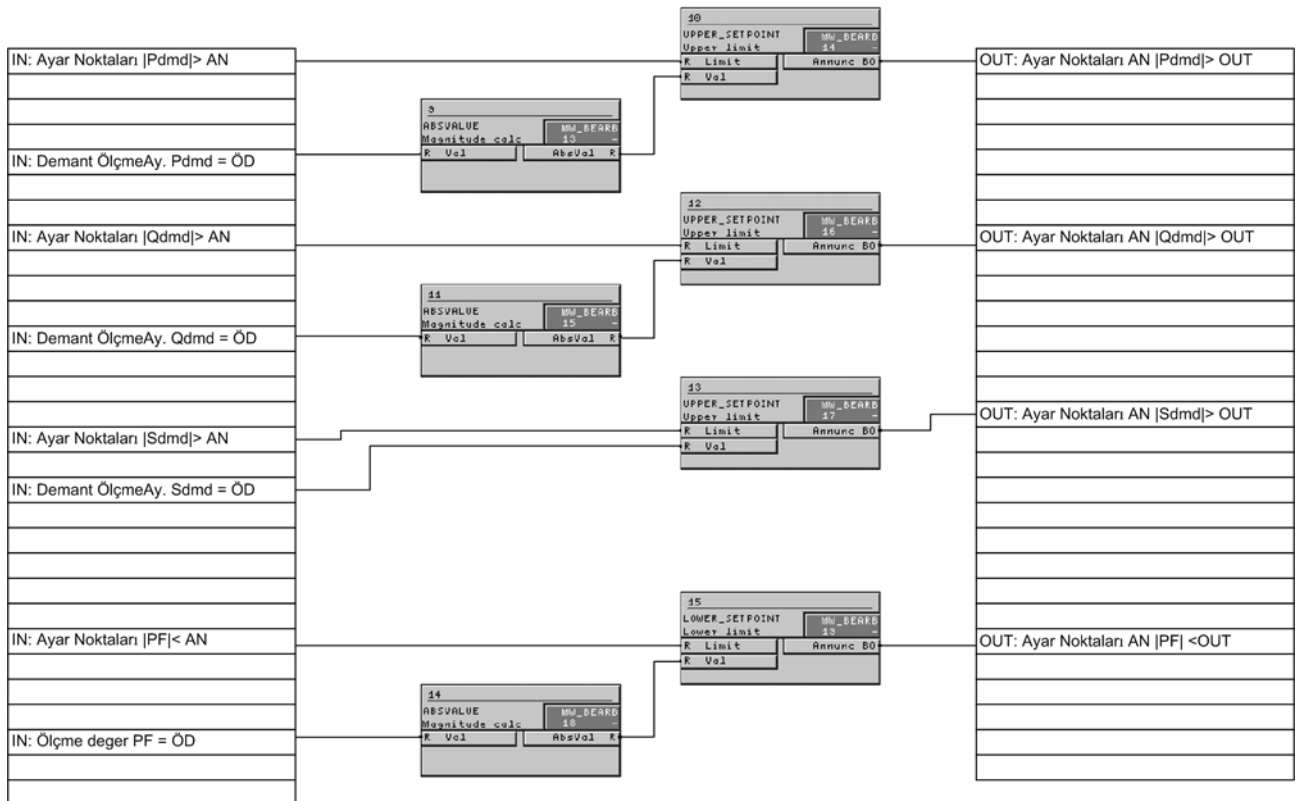 IN: Ayar Noktaları |Pdmd|> AN
IN: Demant ÖlçmeAy. Pdmd = ÖD
IN: Ayar Noktaları |Qdmd|> AN
IN: Demant ÖlçmeAy. Qdmd = ÖD
IN: Ayar Noktaları |Sdmd|> AN
IN: Demant ÖlçmeAy. Sdmd = ÖD
IN: Ayar Noktaları |PF|< AN
IN: Ölçme deger PF = ÖD
9
ABSVALUE
MW_BEARB
Magnitude calc
13 -
R Val
AbsVal R
11
ABSVALUE
MW_BEARB
Magnitude calc
15 -
R Val
AbsVal R
14
ABSVALUE
MW_BEARB
Magnitude calc
18 -
R Val
AbsVal R
10
UPPER_SETPOINT
MW_BEARB
Upper limit
14 -
R Limit
Annunc BO
R Val
12
UPPER_SETPOINT
MW_BEARB
Upper limit
16 -
R Limit
Annunc BO
R Val
13
UPPER_SETPOINT
MW_BEARB
Upper limit
17 -
R Limit
Annunc BO
R Val
15
LOWER_SETPOINT
MW_BEARB
Lower limit
R Limit
Annunc BO
R Val
OUT: Ayar Noktaları AN |Pdmd|> OUT
OUT: Ayar Noktaları AN |Qdmd|> OUT
OUT: Ayar Noktaları AN |Sdmd|> OUT
OUT: Ayar Noktaları AN |PF| <OUT